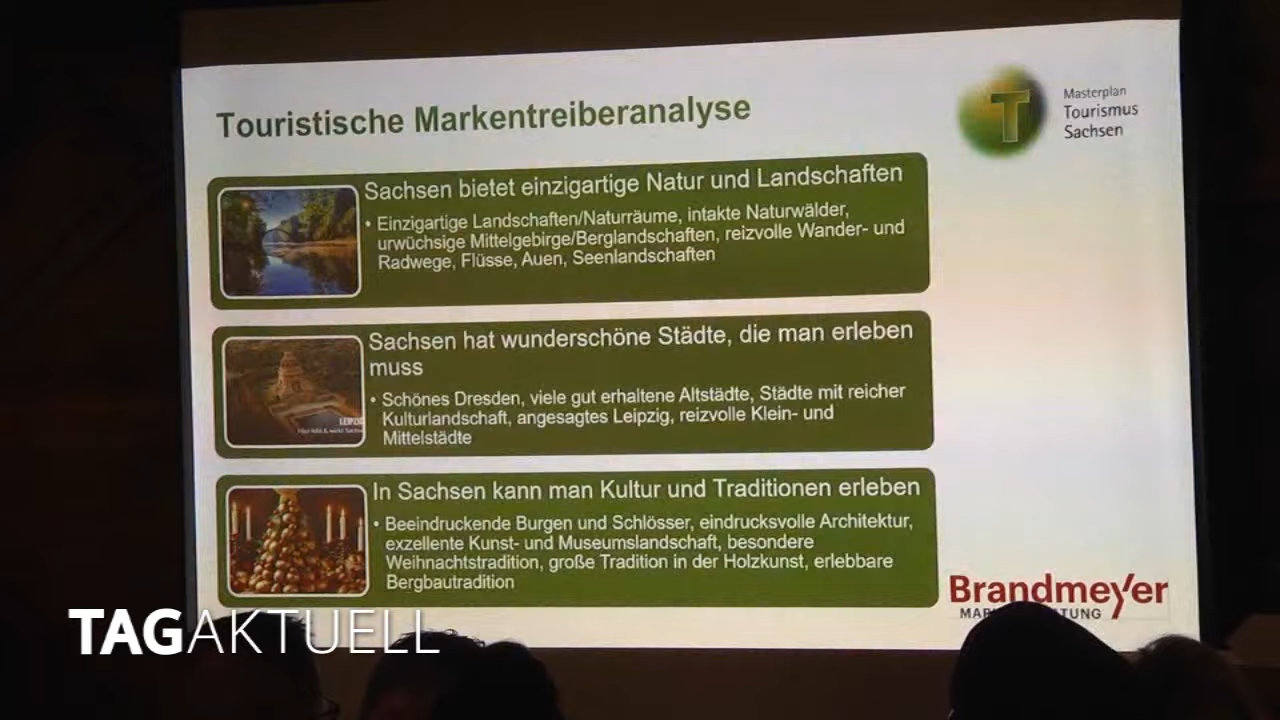 Touristische Markentreiberanalyse
Masterplan
Tourismus
Sachsen
Sachsen bietet einzigartige Natur und Landschaften
• Einzigartige Landschaften/Naturräume, intakte Naturwälder,
urwüchsige Mittelgebirge/Berglandschaften, reizvolle Wander- und
Radwege, Flüsse, Auen, Seenlandschaften
Sachsen hat wunderschöne Städte, die man erleben
muss
• Schönes Dresden, viele gut erhaltene Altstädte, Städte mit reicher
Kulturlandschaft, angesagtes Leipzig, reizvolle Klein- und
Mittelstädte
LEIPZIG
In Sachsen kann man Kultur und Traditionen erleben
• Beeindruckende Burgen und Schlösser, eindrucksvolle Architektur,
exzellente Kunst- und Museumslandschaft, besondere
Weihnachtstradition, große Tradition in der Holzkunst, erlebbare
Bergbautradition
Brandmeyer
TAGAKTUELL